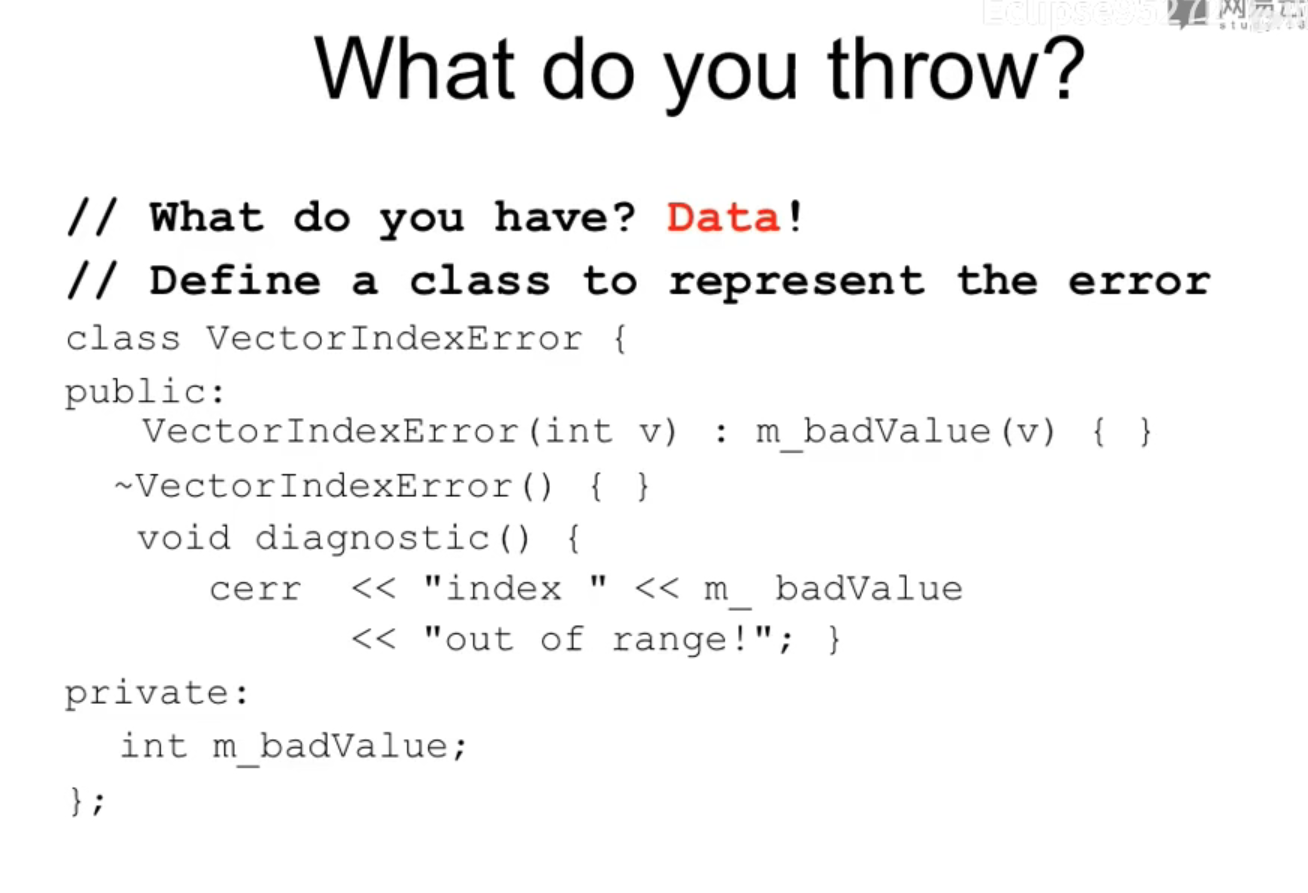 What do you throw?
// What do you have? Data!
// Define a class to represent the error
class VectorIndexError {
public:
VectorIndexError(int v) : m_badValue(v) { }
~VectorIndexError() { }
void diagnostic() {
cerr << "index " << m_ badValue
<< "out of range!"; }
private:
int m_badValue;
};